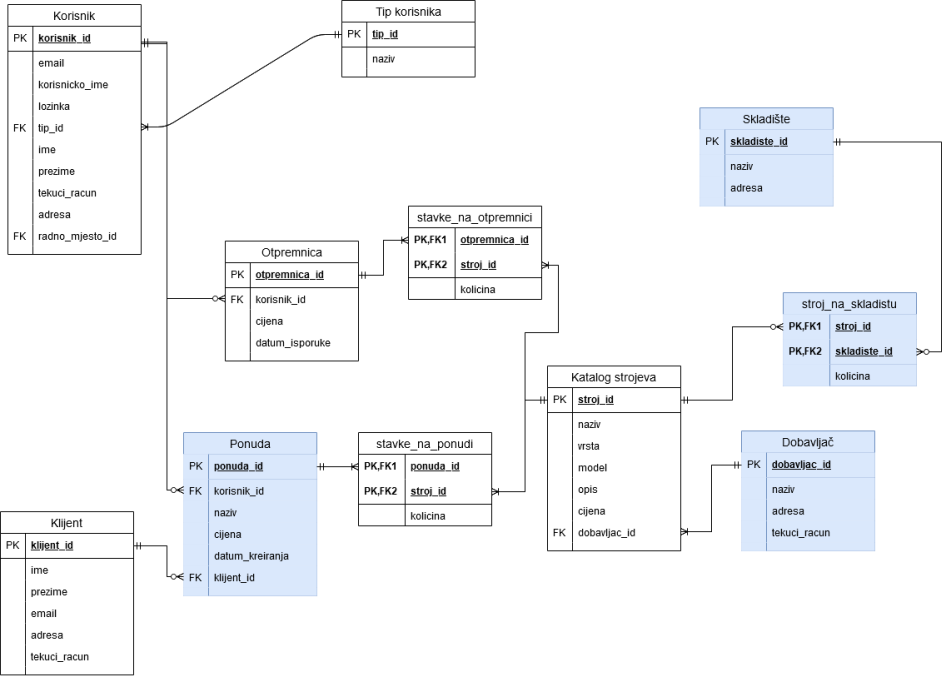 Korisnik
PK korisnik_id
email
korisnicko_ime
lozinka
FK tip_id
ime
prezime
tekuci_racun
adresa
FK radno_mjesto_id
Tip korisnika
PK tip_id
naziv
Skladište
PK skladiste_id
naziv
adresa
stavke_na_otpremnici
PK,FK1 otpremnica_id
PK,FK2 stroj_id
kolicina
Otpremnica
PK otpremnica_id
FK korisnik_id
cijena
datum_isporuke
stroj_na_skladistu
PK,FK1 stroj_id
PK,FK2 skladiste_id
kolicina
Katalog strojeva
PK stroj_id
naziv
vrsta
model
opis
cijena
FK dobavljac_id
Dobavljač
PK dobavljac_id
naziv
adresa
tekuci_racun
Ponuda
PK ponuda_id
FK korisnik_id
naziv
cijena
datum_kreiranja
FK klijent_id
stavke_na_ponudi
PK,FK1 ponuda_id
PK,FK2 stroj_id
kolicina
Klijent
PK klijent_id
ime
prezime
email
adresa
tekuci_racun